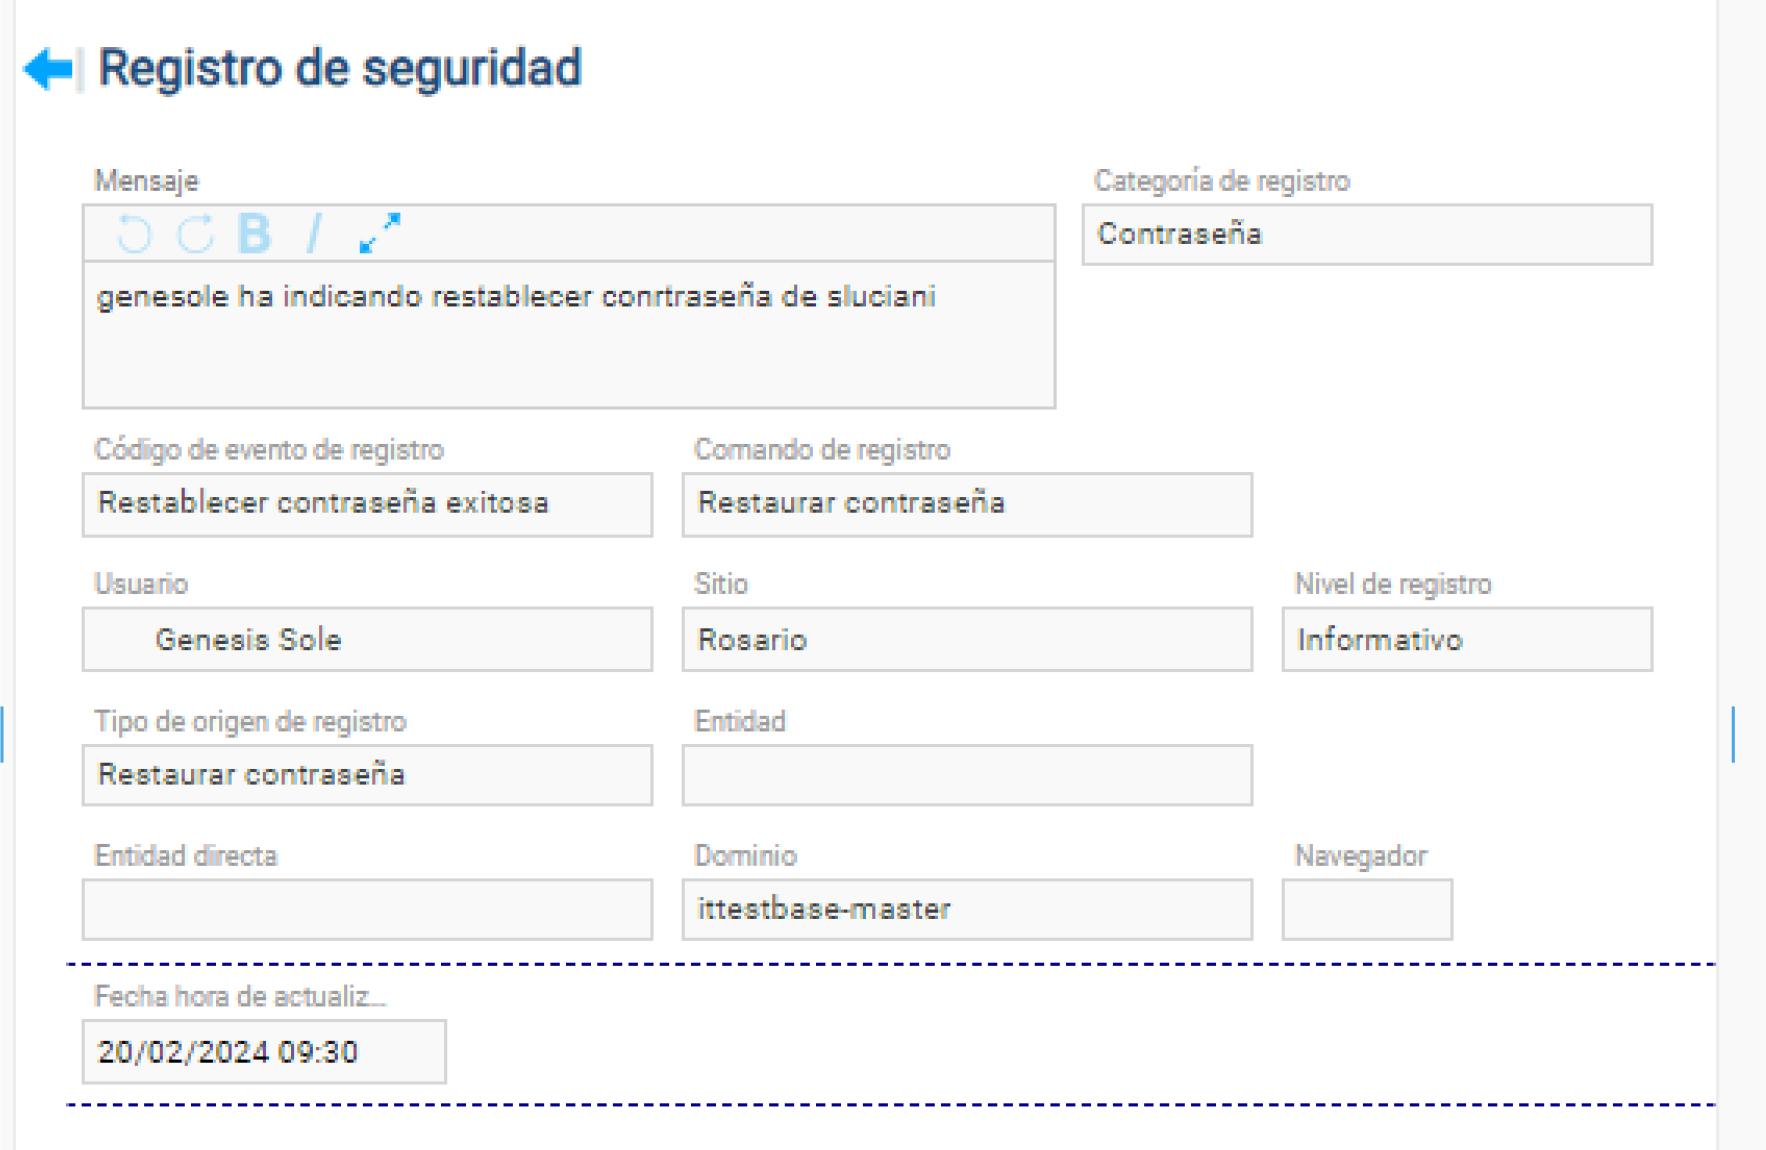 Registro de seguridad
Mensaje
Categoría de registro
B I
Contraseña
genesole ha indicando restablecer conrtraseña de sluciani
Código de evento de registro
Comando de registro
Restablecer contraseña exitosa
Restaurar contraseña
Usuario
Sitio
Nivel de registro
Genesis Sole
Rosario
Informativo
Tipo de origen de registro
Entidad
Restaurar contraseña
Entidad directa
Dominio
Navegador
ittestbase-master
Fecha hora de actualiz...
20/02/2024 09:30